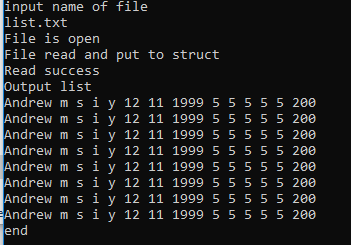 input name of file
list.txt
File is open
File read and put to struct
Read success
Output list
Andrew m s i y 12 11 1999 5 5 5 5 5 200
Andrew m s i y 12 11 1999 5 5 5 5 5 200
Andrew m s i y 12 11 1999 5 5 5 5 5 200
Andrew m s i y 12 11 1999 5 5 5 5 5 200
Andrew m s i y 12 11 1999 5 5 5 5 5 200
Andrew m s i y 12 11 1999 5 5 5 5 5 200
Andrew m s i y 12 11 1999 5 5 5 5 5 200
Andrew m s i y 12 11 1999 5 5 5 5 5 200
end